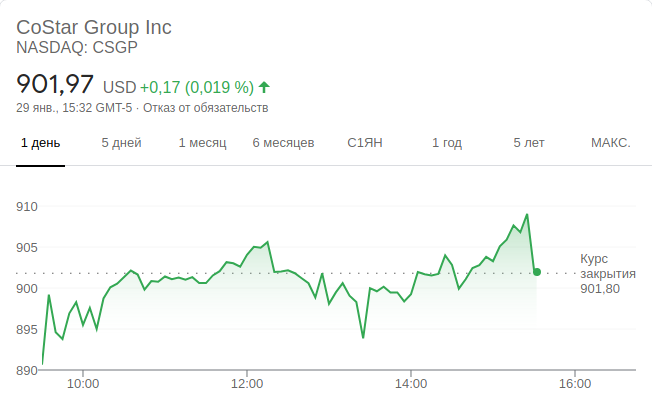 CoStar Group Inc
NASDAQ: CSGP
901,97 USD +0,17 (0,019 %)
29 янв., 15:32 GMT-5 · Отказ от обязательств
1 день 5 дней 1 месяц 6 месяцев С1ЯН 1 год 5 лет МАКС.
910
905
Курс
закрытия
901,80
900
895
890
10:00 12:00 14:00 16:00